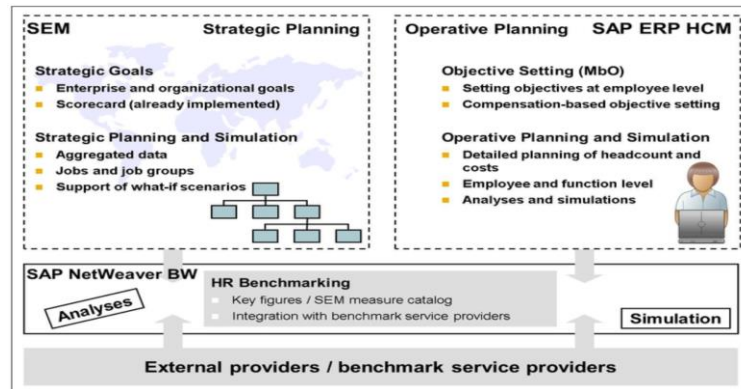 SEM Strategic Planning
Strategic Goals
Enterprise and organizational goals
Scorecard (already implemented)
Strategic Planning and Simulation
Aggregated data
Jobs and job groups
Support of what-if scenarios
Operative Planning SAP ERP HCM
Objective Setting (MbO)
Setting objectives at employee level
Compensation-based objective setting
Operative Planning and Simulation
Detailed planning of headcount and
costs
Employee and function level
Analyses and simulations
SAP NetWeaver BW
Analyses
HR Benchmarking
Key figures / SEM measure catalog
Integration with benchmark service providers
Simulation
External providers / benchmark service providers